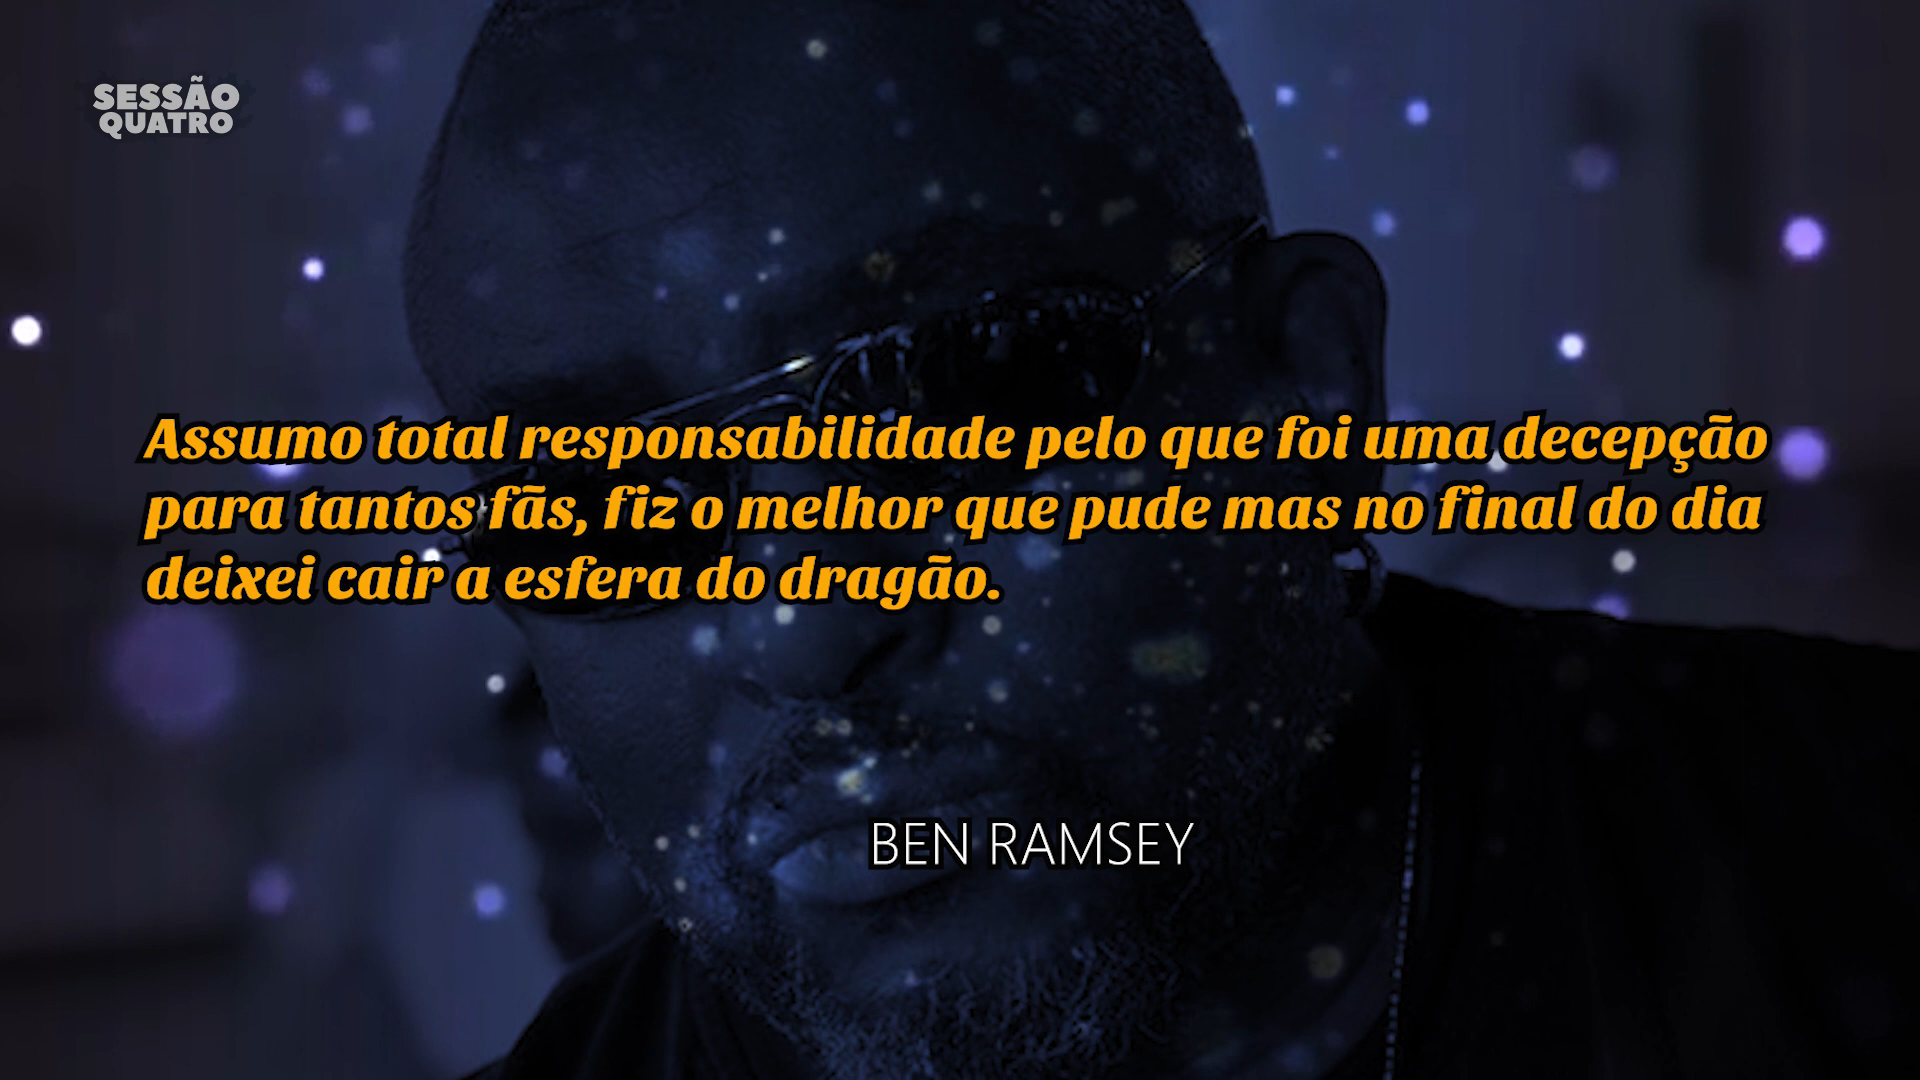 SESSÃO
QUATRO
Assumo total responsabilidade pelo que foi uma decepção
para tantos fãs, fiz o melhor que pude mas no final do dia
deixei cair a esfera do dragão.
BEN RAMSEY